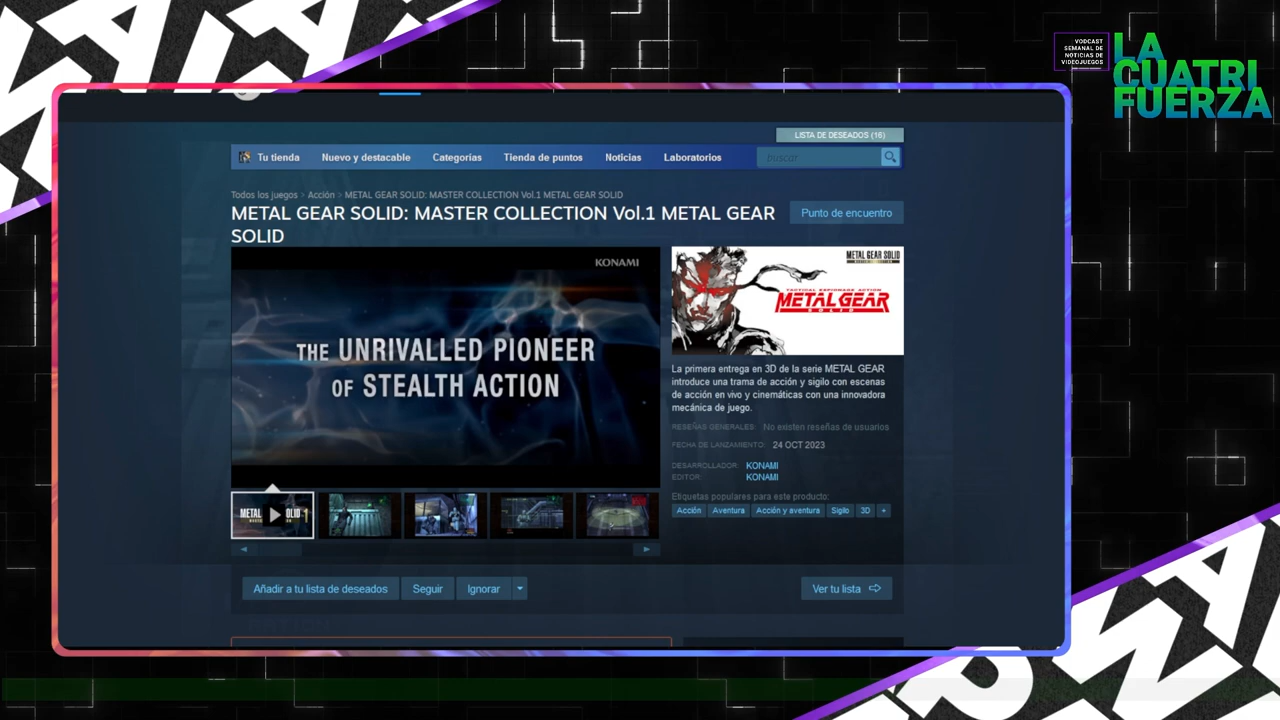 VODCAST
SEMANAL DE
NOTICIAS DE
VIDEOJUEGOS
LA
CUATRI
FUERZA
LISTA DE DESEADOS (16)
Tu tienda Nuevo y destacable Categorías Tienda de puntos Noticias Laboratorios buscar
Todos los juegos > Acción > METAL GEAR SOLID: MASTER COLLECTION Vol.1 METAL GEAR SOLID
METAL GEAR SOLID: MASTER COLLECTION Vol.1 METAL GEAR
SOLID
Punto de encuentro
KONAMI
THE UNRIVALLED PIONEER
OF STEALTH ACTION
METAL GEAR SOLID
TACTICAL ESPIONAGE ACTION
METAL GEAR
SOLID
La primera entrega en 3D de la serie METAL GEAR
introduce una trama de acción y sigilo con escenas
de acción en vivo y cinemáticas con una innovadora
mecánica de juego.
RESEÑAS GENERALES: No existen reseñas de usuarios
FECHA DE LANZAMIENTO: 24 OCT 2023
DESARROLLADOR: KONAMI
EDITOR: KONAMI
Etiquetas populares para este producto:
Acción Aventura Acción y aventura Sigilo 3D +
Añadir a tu lista de deseados Seguir Ignorar Ver tu lista